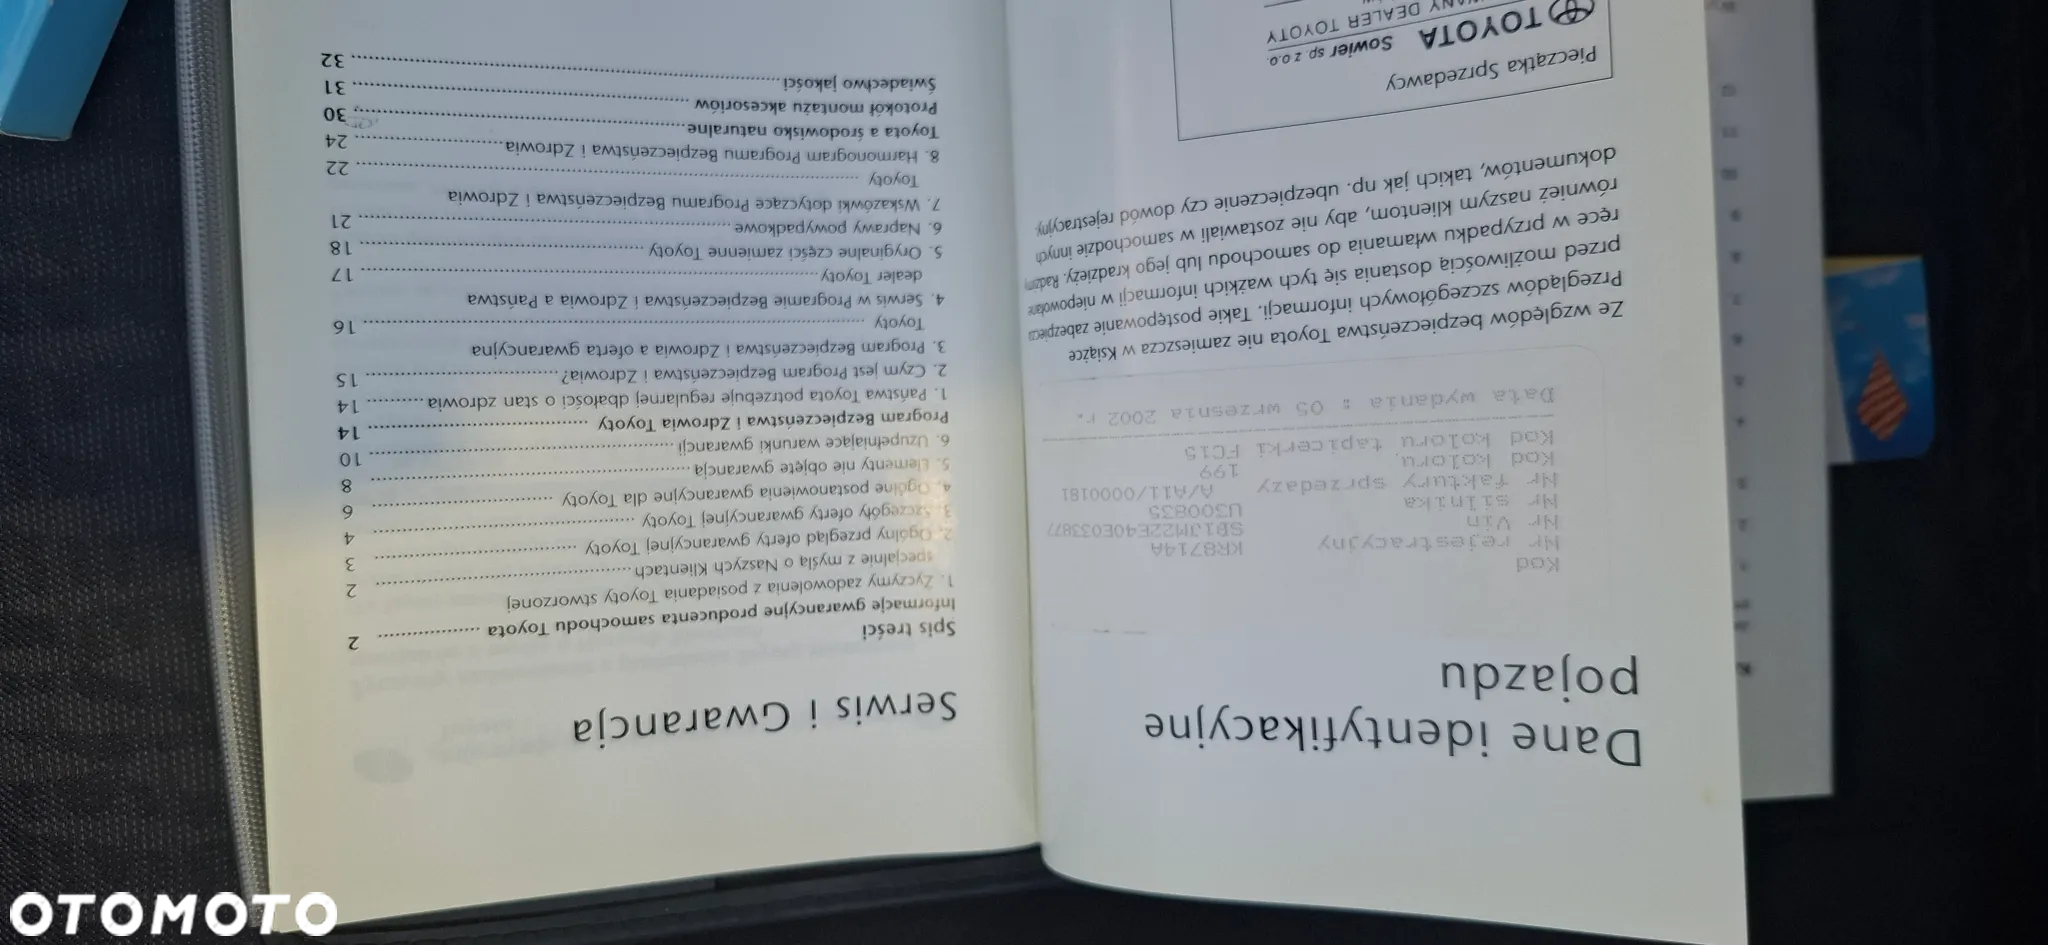 Dane identyfikacyjne
pojazdu
Kod
Nr rejestracyjny KR8714A
Nr Vin SB1JM22E40E033877
Nr silnika U300835
Nr faktury sprzedazy A/A11/0000181
Kod koloru. 199
Kod koloru tapicerki FC15
Data wydania : 05 wrzesnia 2002 r.
Ze względów bezpieczeństwa Toyota nie zamieszcza w Książce
Przeglądów szczegółowych informacji. Takie postępowanie zabezpiecza
przed możliwością dostania się tych ważkich informacji w niepowołane
ręce w przypadku włamania do samochodu lub jego kradzieży. Radzimy
również naszym klientom, aby nie zostawiali w samochodzie innych
dokumentów, takich jak np. ubezpieczenie czy dowód rejestracyjny.
Pieczątka Sprzedawcy
TOYOTA Sowier sp. z o.o.
DEALER TOYOTY
Serwis i Gwarancja
Spis treści
Informacje gwarancyjne producenta samochodu Toyota .................... 2
1. Życzymy zadowolenia z posiadania Toyoty stworzonej
specjalnie z myślą o Naszych Klientach .................... 2
2. Ogólny przegląd oferty gwarancyjnej Toyoty .................... 3
3. Szczegóły oferty gwarancyjnej Toyoty .................... 4
4. Ogólne postanowienia gwarancyjne dla Toyoty .................... 6
5. Elementy nie objęte gwarancją .................... 8
6. Uzupełniające warunki gwarancji .................... 10
Program Bezpieczeństwa i Zdrowia Toyoty .................... 14
1. Państwa Toyota potrzebuje regularnej dbałości o stan zdrowia ............ 14
2. Czym jest Program Bezpieczeństwa i Zdrowia? .................... 15
3. Program Bezpieczeństwa i Zdrowia a oferta gwarancyjna
Toyoty .................... 16
4. Serwis w Programie Bezpieczeństwa i Zdrowia a Państwa
dealer Toyoty .................... 17
5. Oryginalne części zamienne Toyoty .................... 18
6. Naprawy powypadkowe .................... 21
7. Wskazówki dotyczące Programu Bezpieczeństwa i Zdrowia
Toyoty .................... 22
8. Harmonogram Programu Bezpieczeństwa i Zdrowia .................... 24
Toyota a środowisko naturalne .................... 30
Protokół montażu akcesoriów .................... 31
Świadectwo jakości .................... 32
OTOMOTO